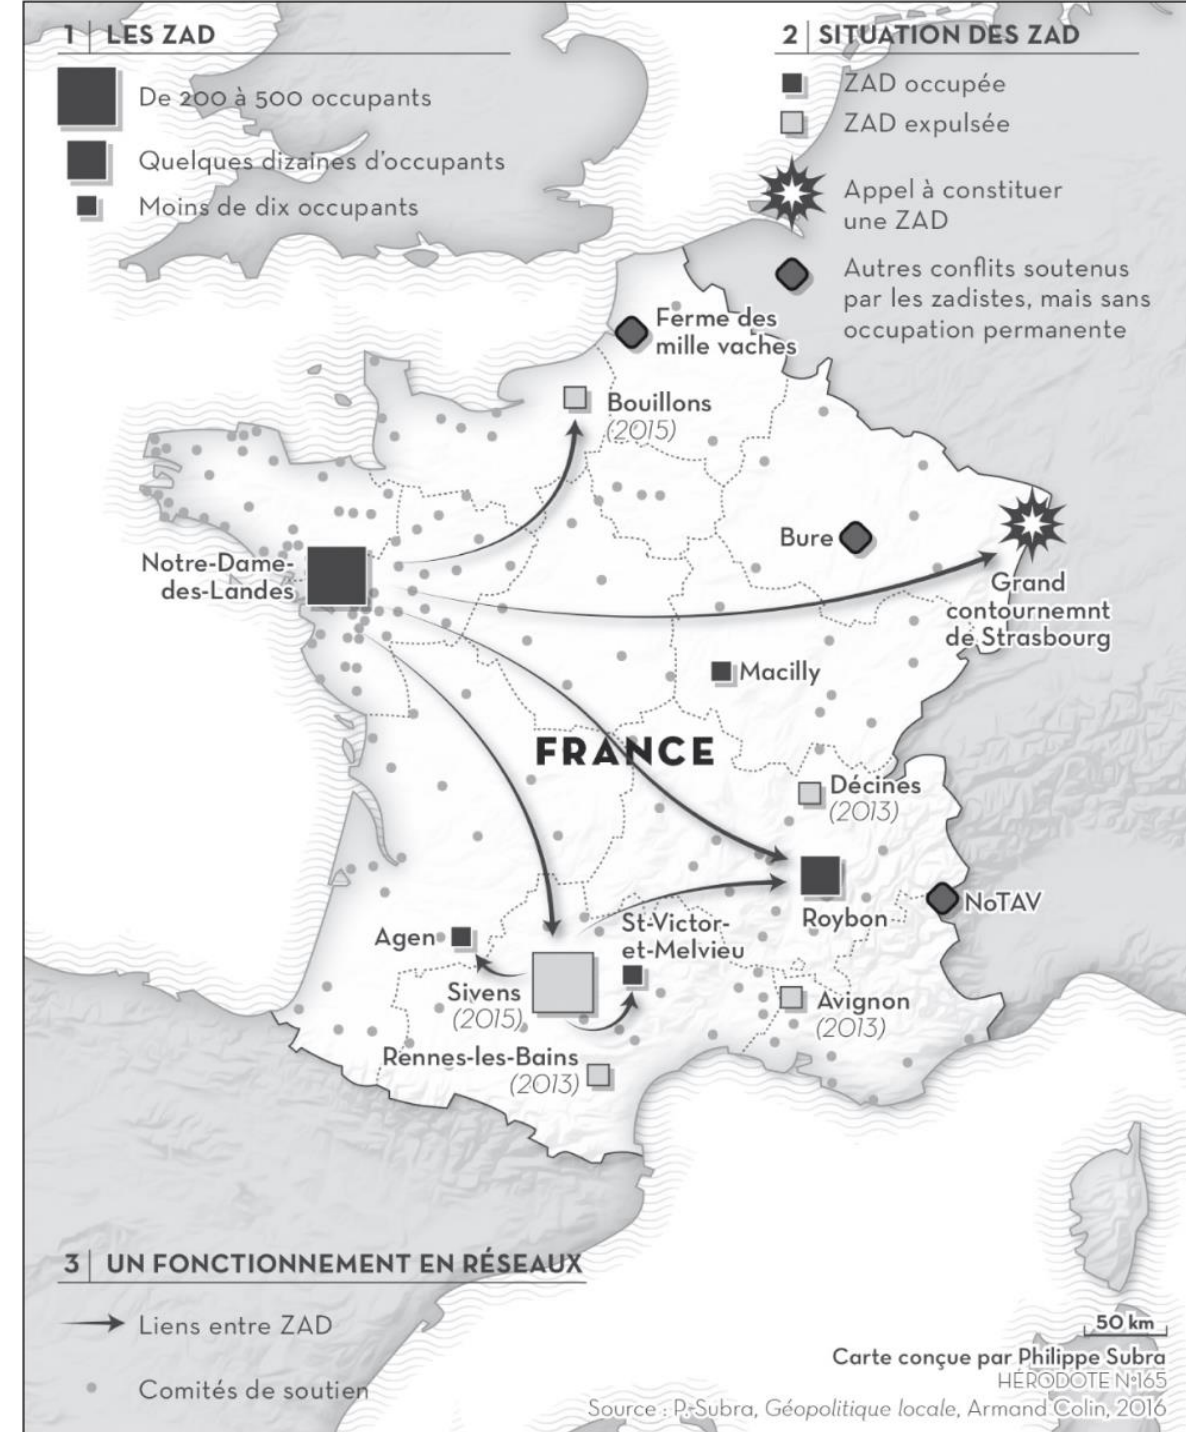 1 | LES ZAD
De 200 à 500 occupants
Quelques dizaines d'occupants
Moins de dix occupants
2 | SITUATION DES ZAD
ZAD occupée
ZAD expulsée
Appel à constituer
une ZAD
Autres conflits soutenus
par les zadistes, mais sans
occupation permanente
Ferme des
mille vaches
Bouillons
(2015)
Bure
Notre-Dame-
des-Landes
Grand
contournemnt
de Strasbourg
Macilly
FRANCE
Décines
(2013)
Roybon
NoTAV
St-Victor-
et-Melvieu
Agen
Sivens
(2015)
Avignon
(2013)
Rennes-les-Bains
(2013)
3 | UN FONCTIONNEMENT EN RÉSEAUX
Liens entre ZAD
Comités de soutien
50 km
Carte conçue par Philippe Subra
HÉRODOTE N°165
Source : P. Subra, Géopolitique locale, Armand Colin, 2016